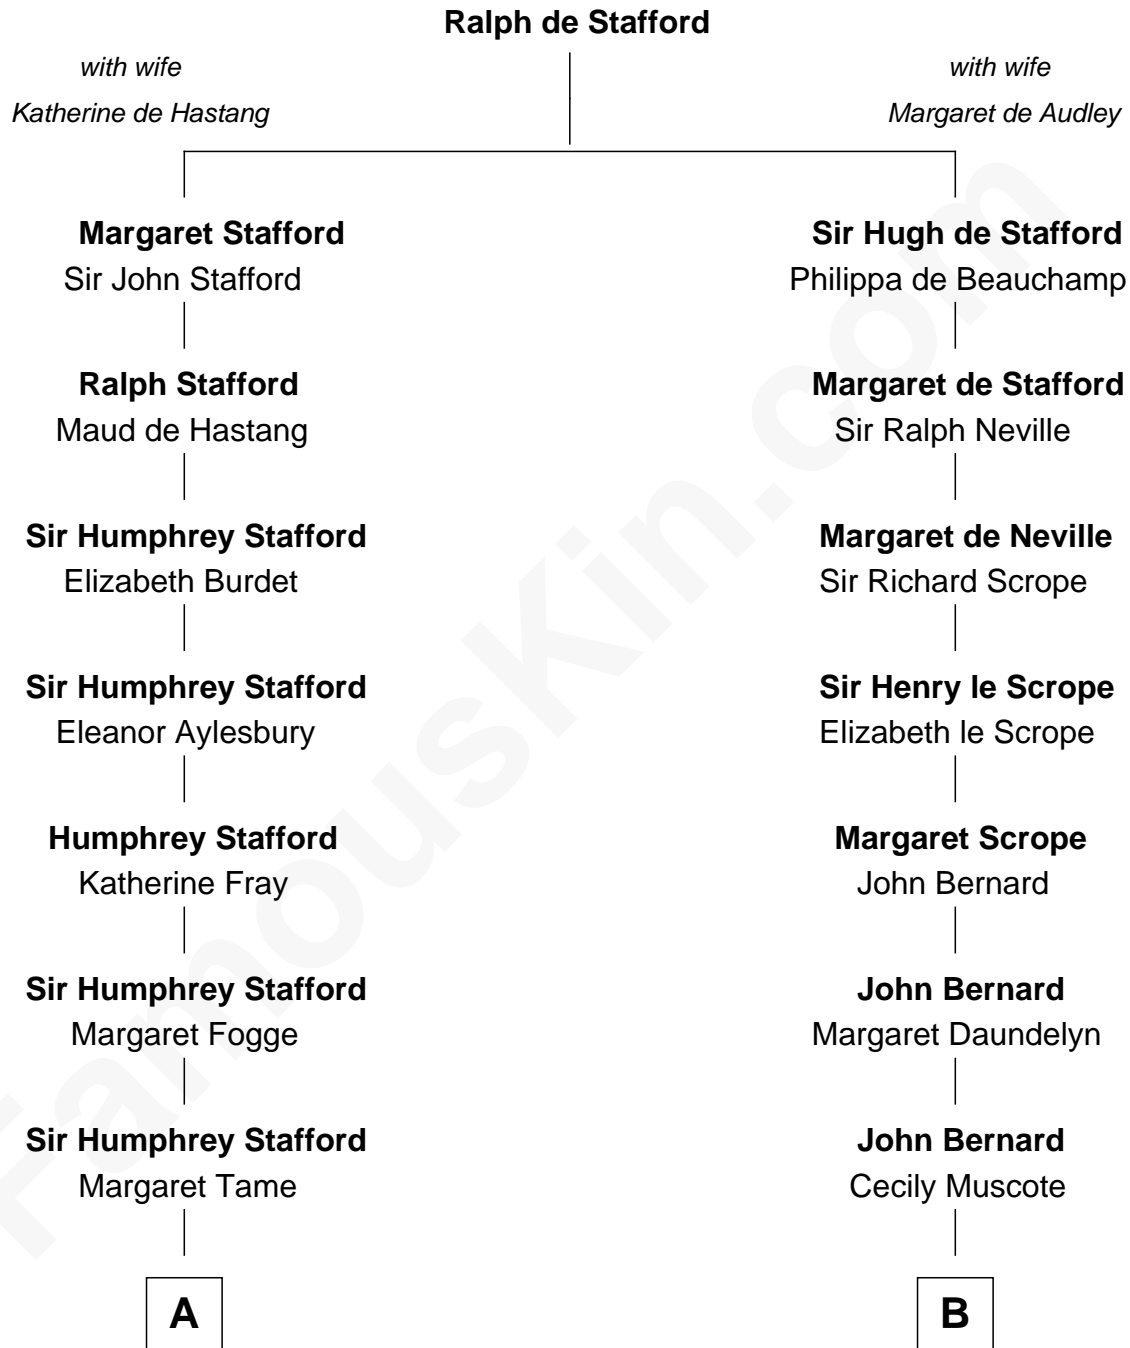 Ralph de Stafford
with wife
Katherine de Hastang
with wife
Margaret de Audley
Margaret Stafford
Sir John Stafford
Sir Hugh de Stafford
Philippa de Beauchamp
Ralph Stafford
Maud de Hastang
Margaret de Stafford
Sir Ralph Neville
Sir Humphrey Stafford
Elizabeth Burdet
Margaret de Neville
Sir Richard Scrope
Sir Humphrey Stafford
Eleanor Aylesbury
Sir Henry le Scrope
Elizabeth le Scrope
Humphrey Stafford
Katherine Fray
Margaret Scrope
John Bernard
Sir Humphrey Stafford
Margaret Fogge
John Bernard
Margaret Daundelyn
Sir Humphrey Stafford
Margaret Tame
John Bernard
Cecily Muscote
A
B
FamousKin.com